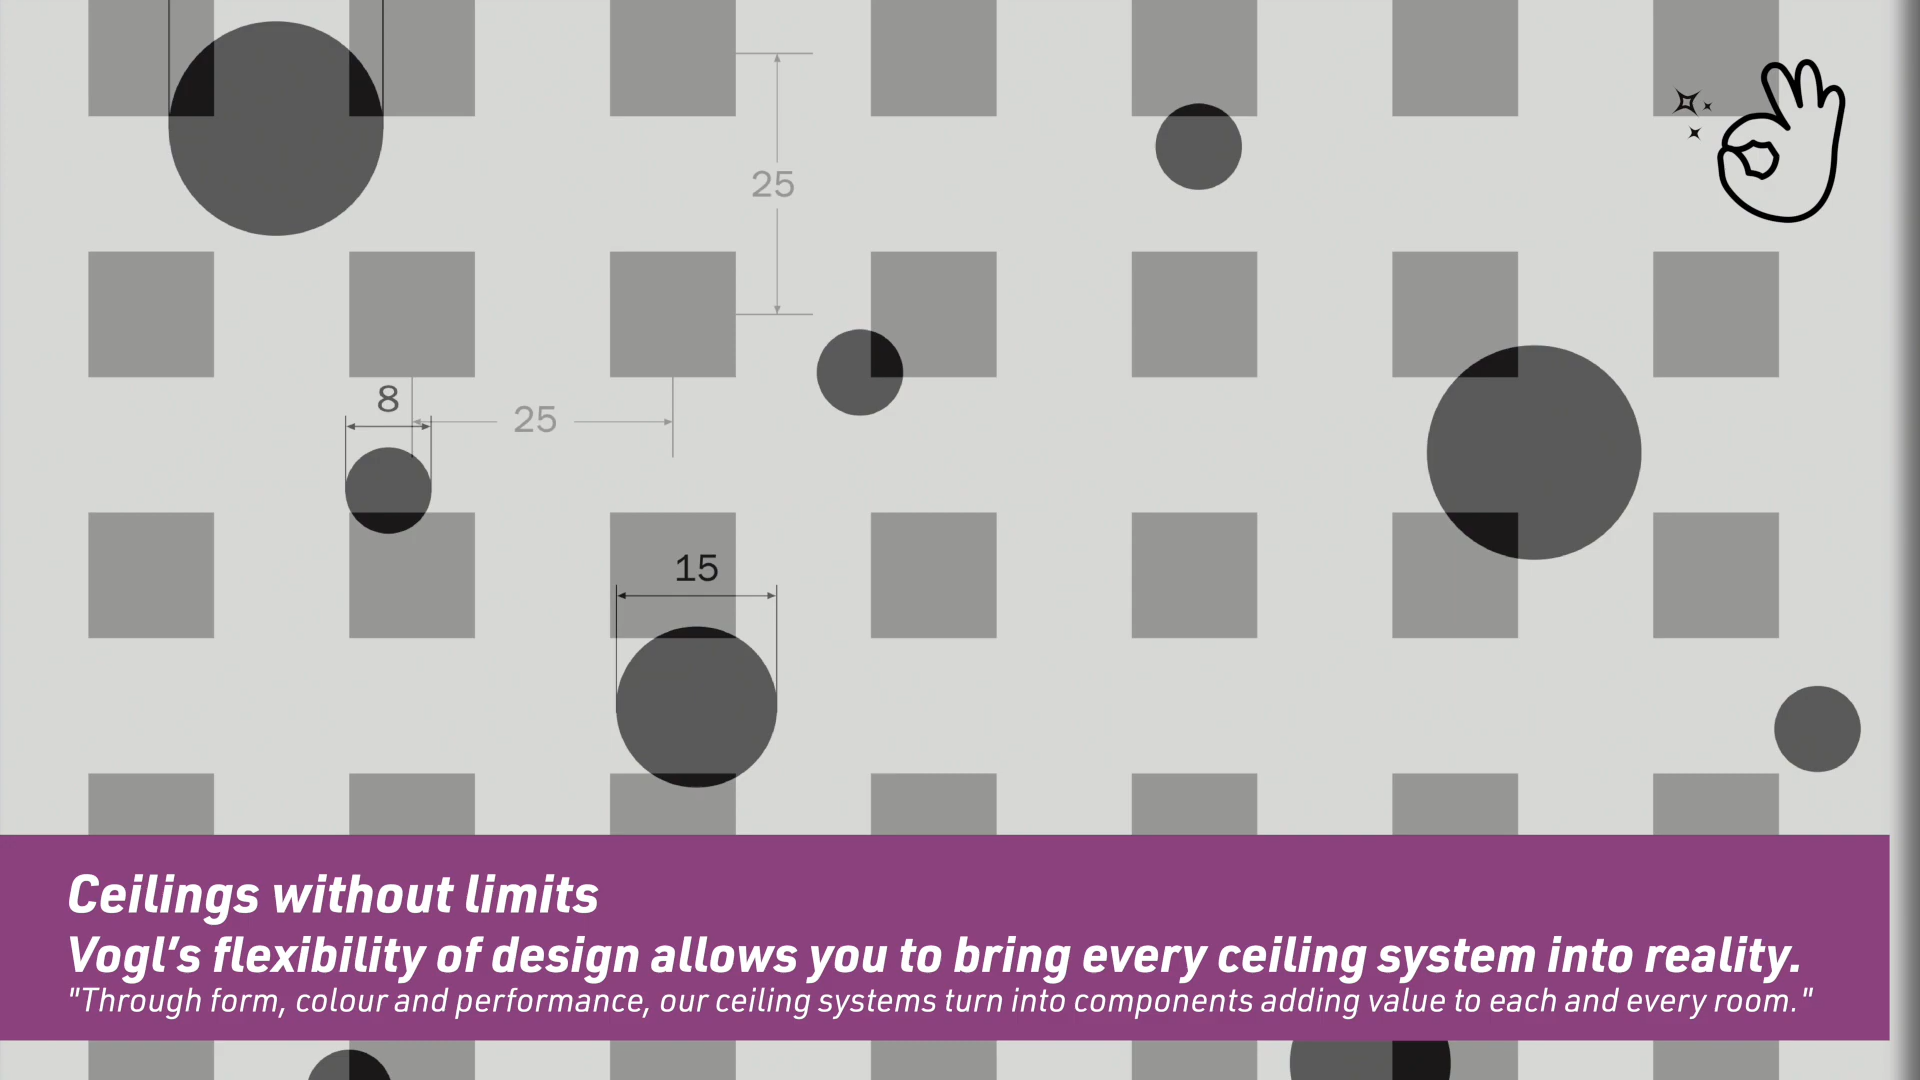 25
8
25
15
Ceilings without limits
Vogl's flexibility of design allows you to bring every ceiling system into reality.
"Through form, colour and performance, our ceiling systems turn into components adding value to each and every room."